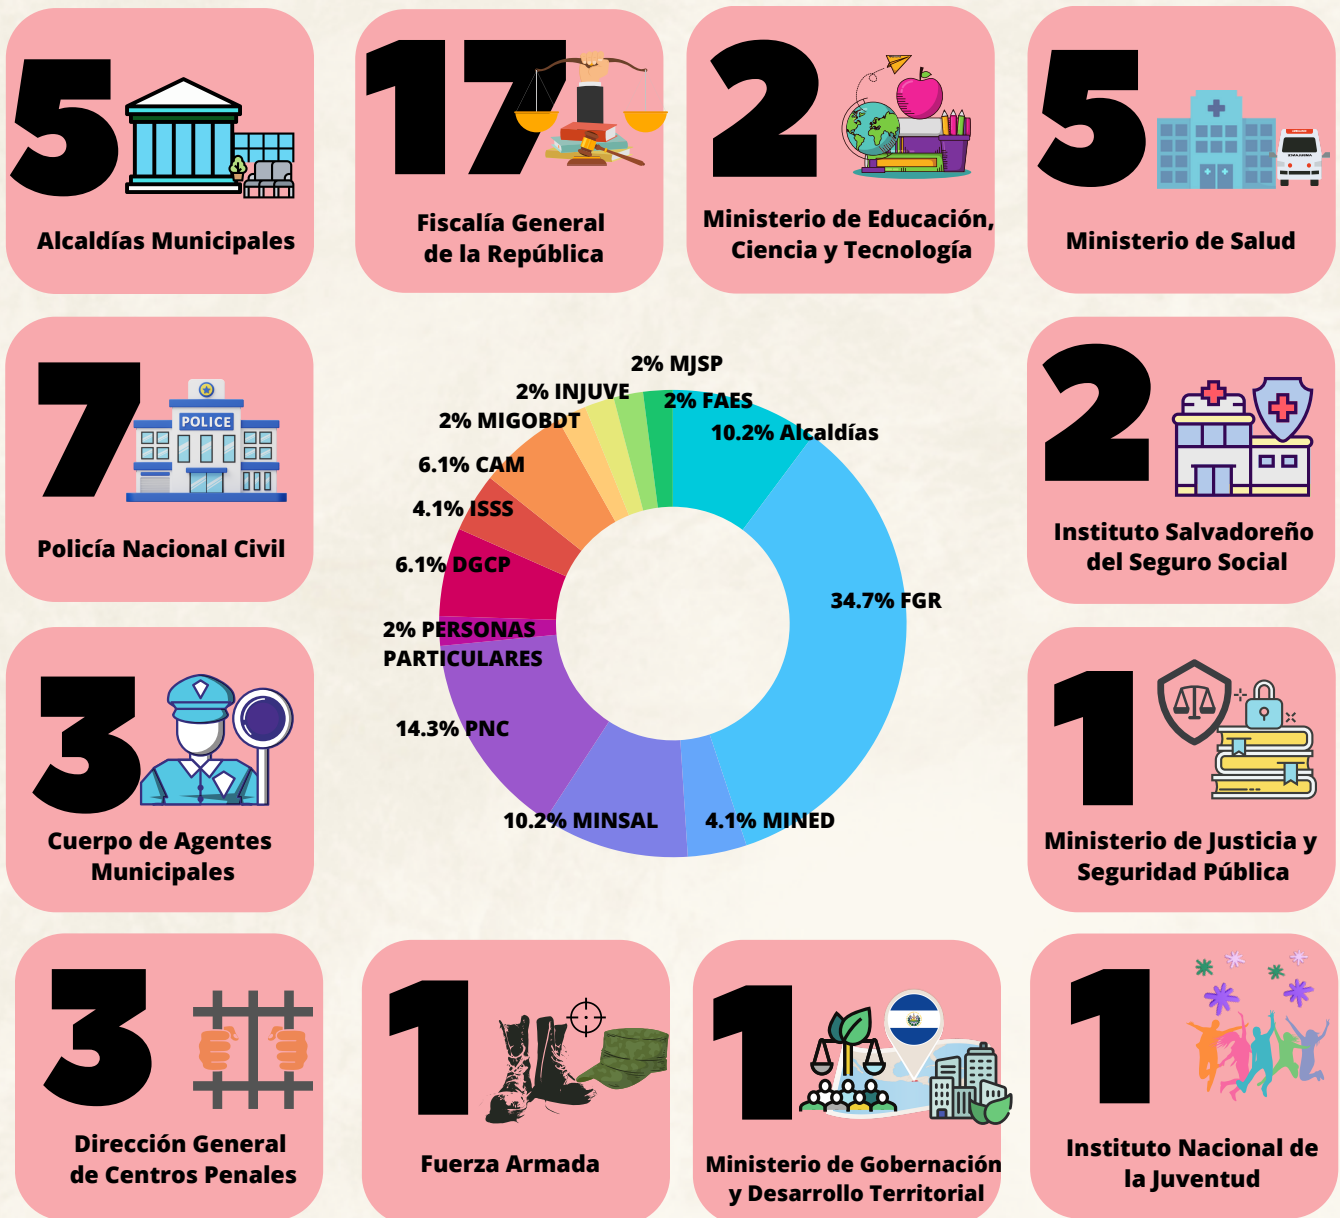 5
Alcaldías Municipales
17
Fiscalía General
de la República
2
Ministerio de Educación,
Ciencia y Tecnología
5
Ministerio de Salud
7
POLICE
Policía Nacional Civil
2
Instituto Salvadoreño
del Seguro Social
2% MJSP
2% INJUVE
2% FAES
2% MIGOBDT
10.2% Alcaldías
6.1% CAM
4.1% ISSS
6.1% DGCP
34.7% FGR
2% PERSONAS
PARTICULARES
14.3% PNC
10.2% MINSAL
4.1% MINED
3
Cuerpo de Agentes
Municipales
1
Ministerio de Justicia y
Seguridad Pública
3
Dirección General
de Centros Penales
1
Fuerza Armada
1
Ministerio de Gobernación
y Desarrollo Territorial
1
Instituto Nacional de
la Juventud